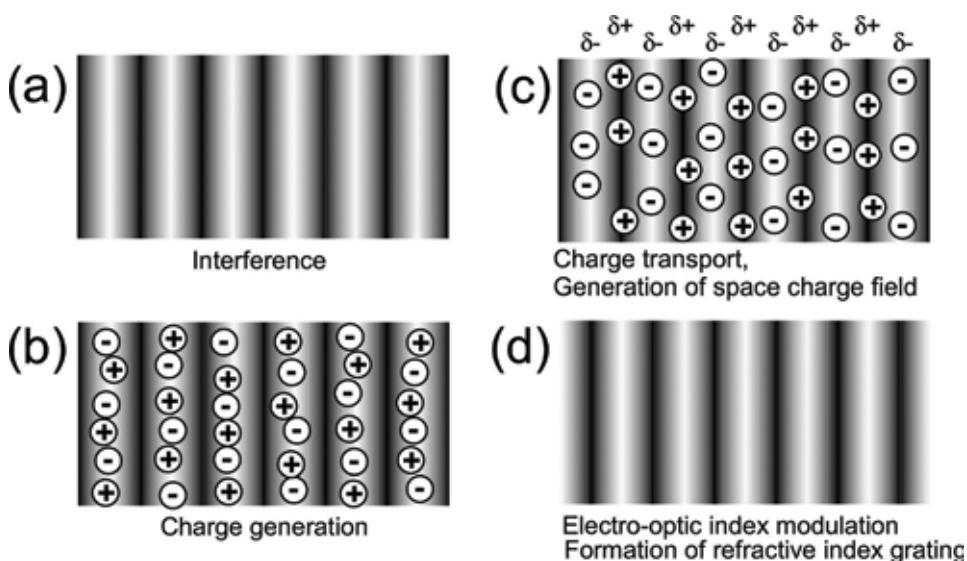 (a)
Interference
(b)
Charge generation
δ- δ+ δ- δ+ δ- δ+ δ- δ+ δ- δ+ δ-
(c)
Charge transport,
Generation of space charge field
(d)
Electro-optic index modulation
Formation of refractive index grating